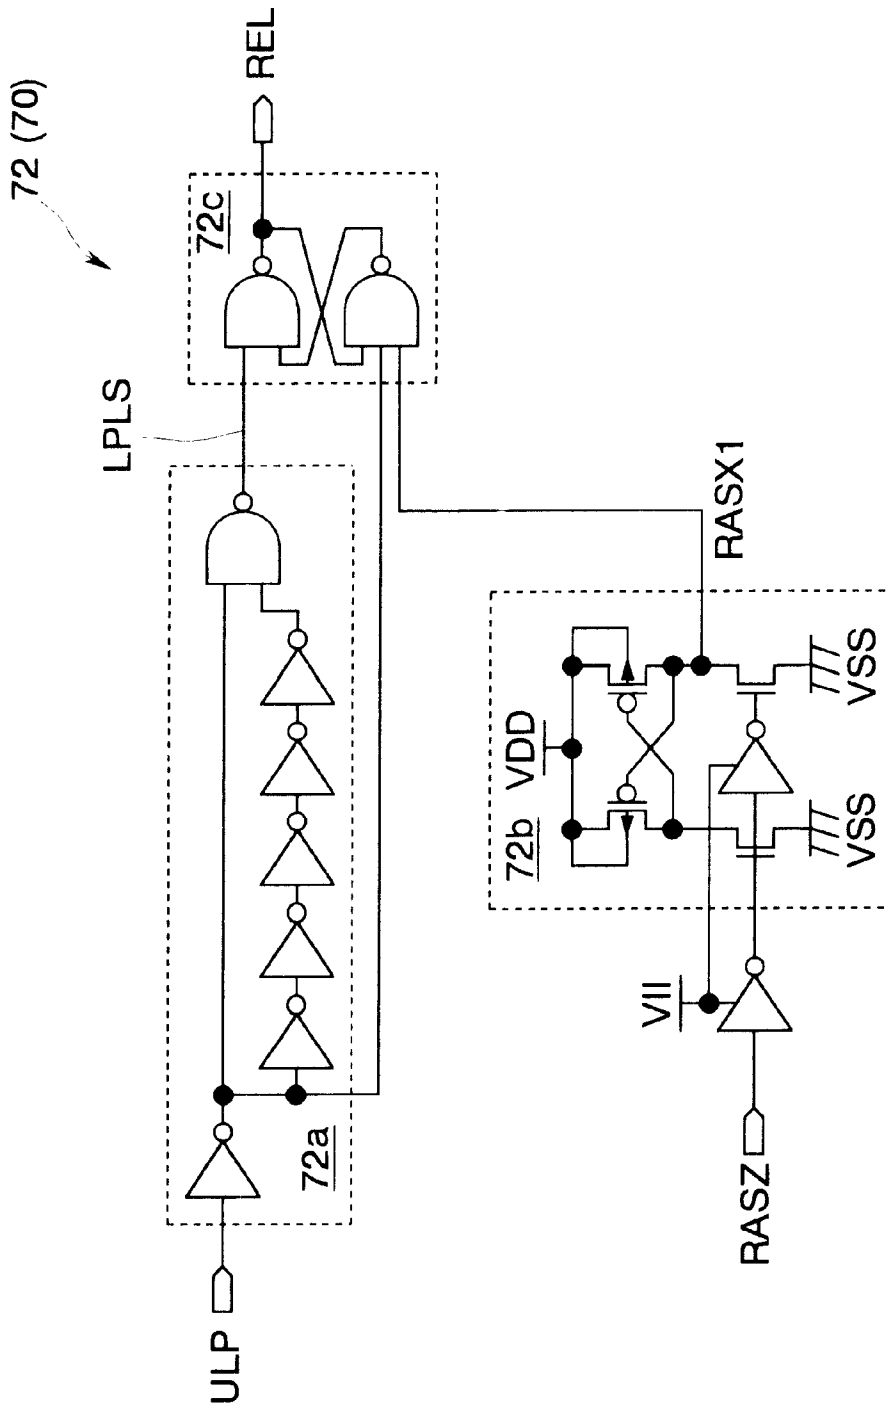 72 (70)
REL
72c
LPLS
ULP
72a
RASX1
72b
VDD
VSS
VSS
VII
RASZ